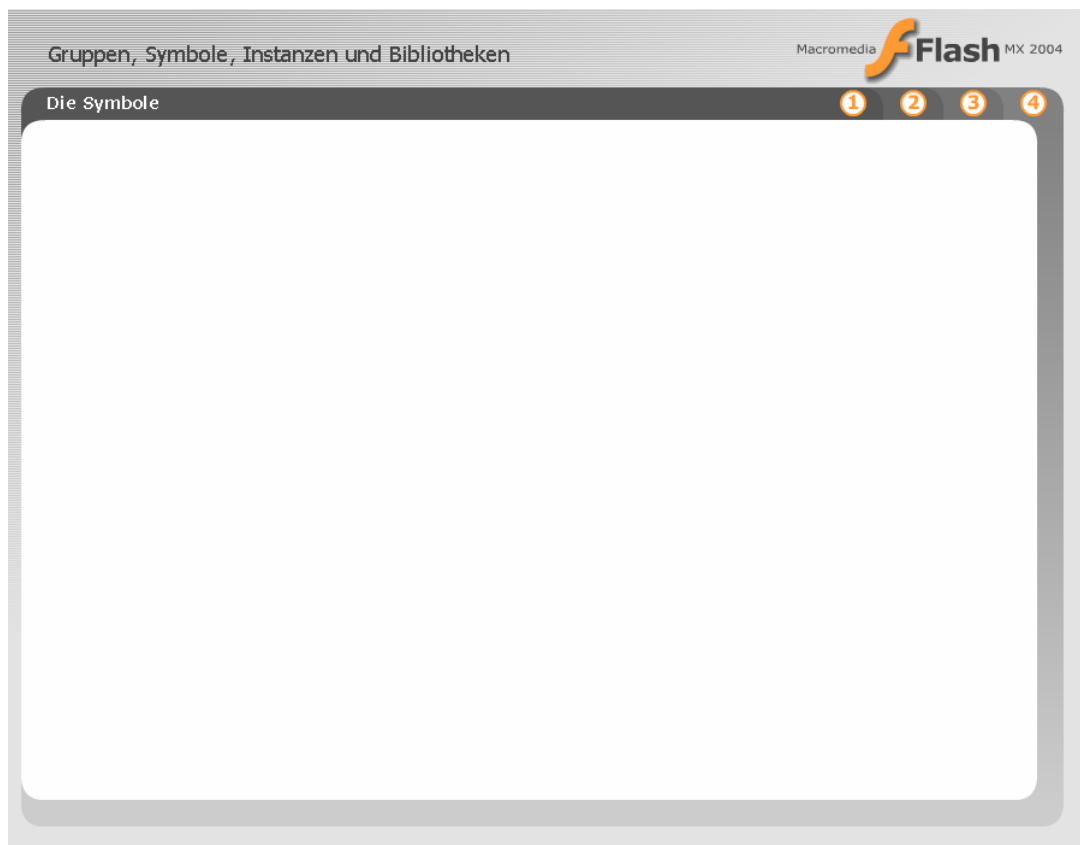 Gruppen, Symbole, Instanzen und Bibliotheken
Macromedia Flash MX 2004
Die Symbole
1 2 3 4